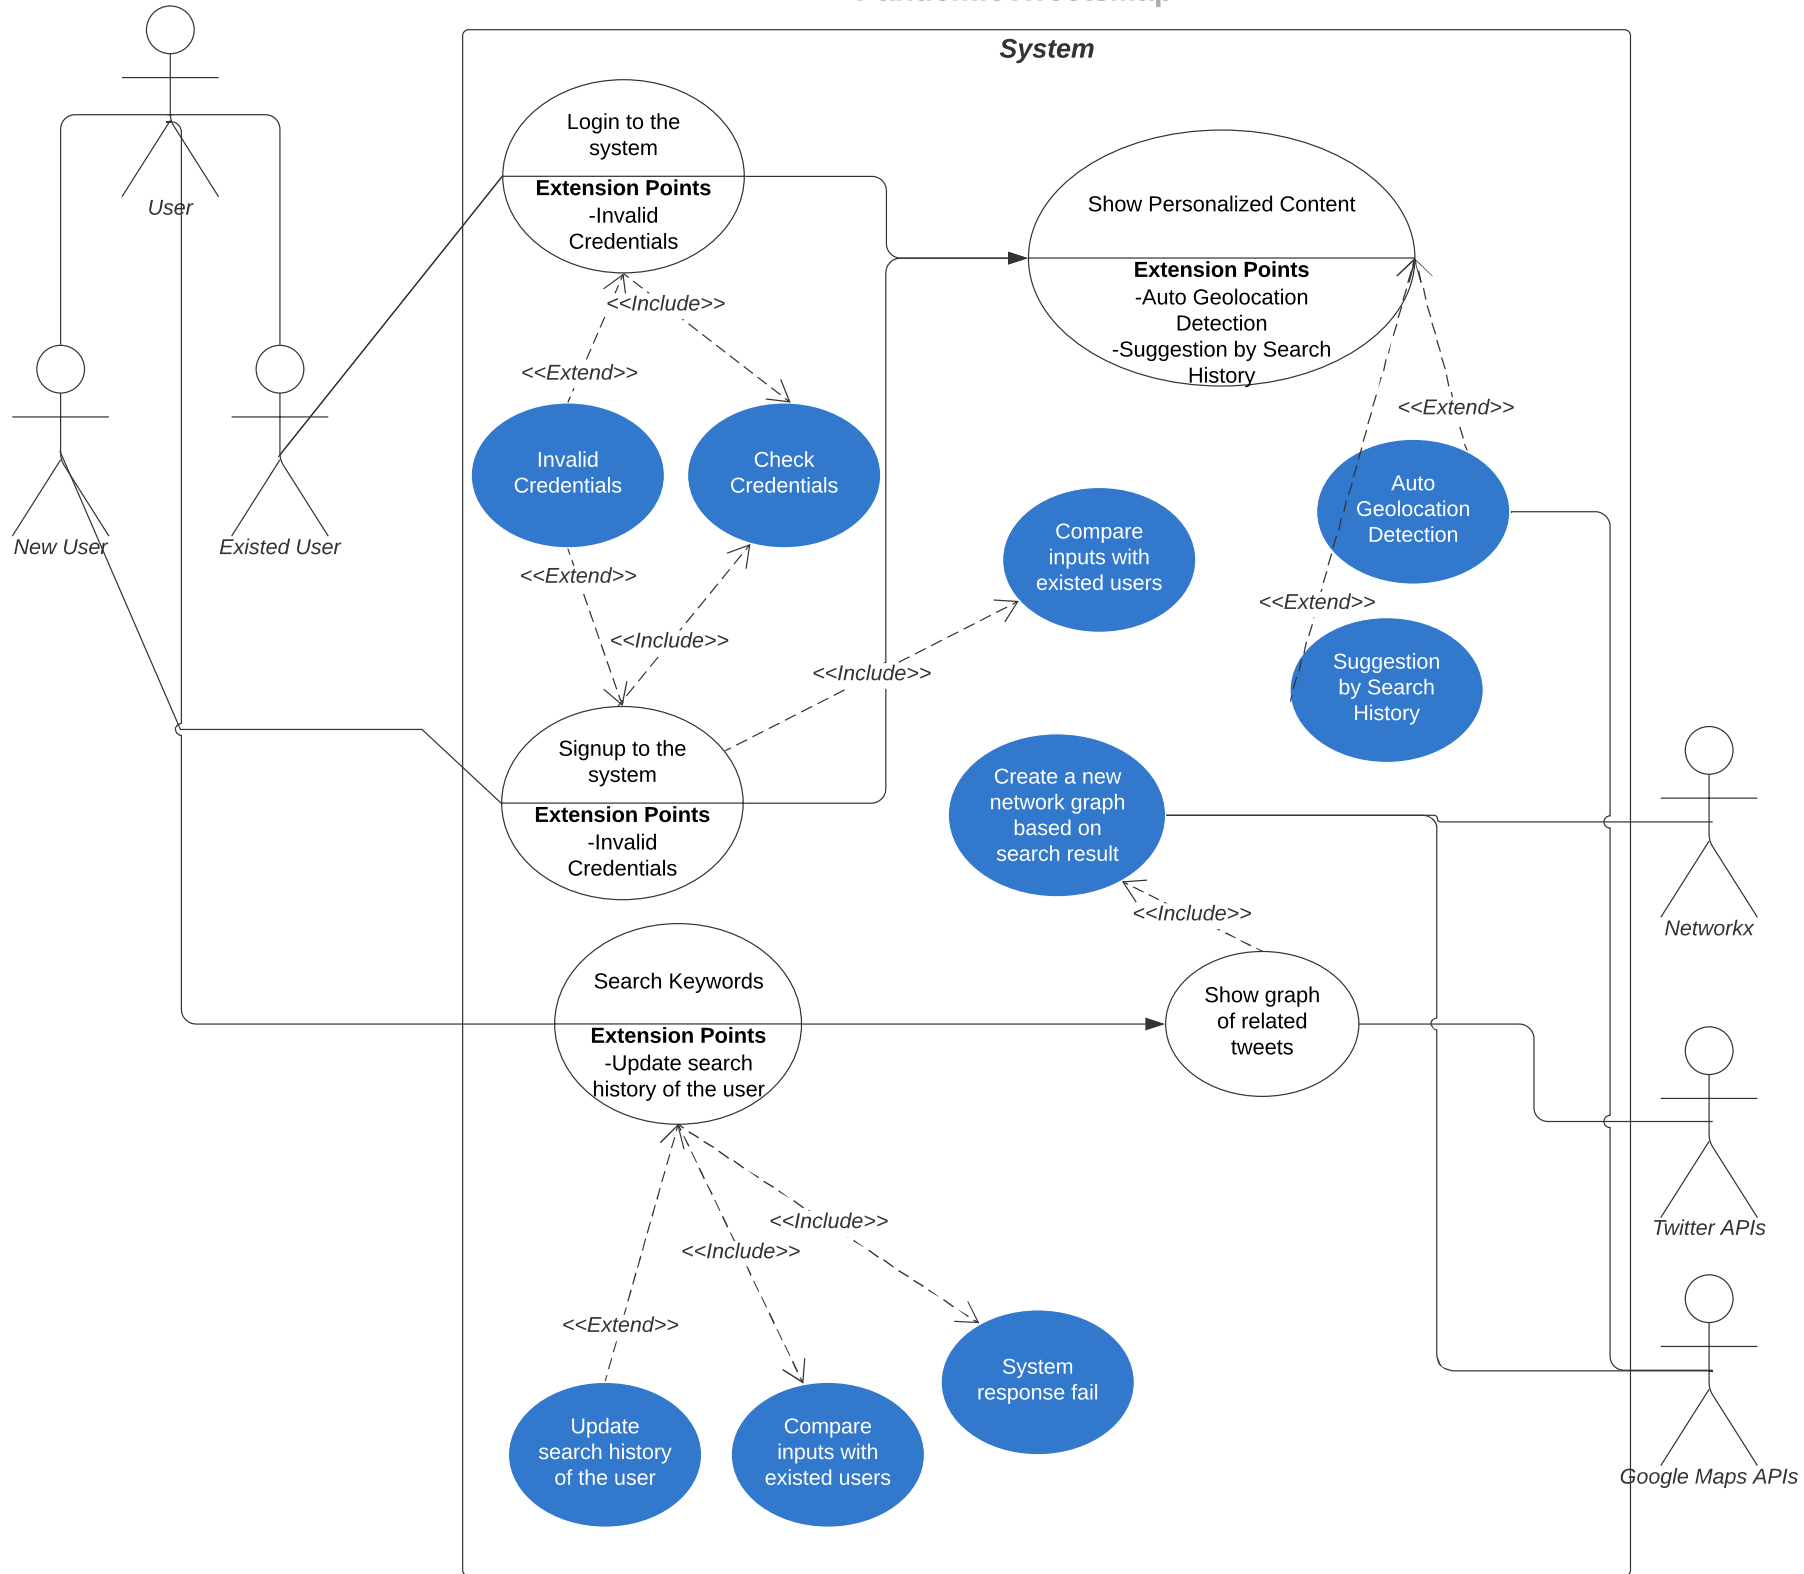 System
User
New User
Existed User
Login to the
system
Extension Points
-Invalid
Credentials
Show Personalized Content
Extension Points
-Auto Geolocation
Detection
-Suggestion by Search
History
<<Include>>
<<Extend>>
<<Extend>>
Invalid
Credentials
Check
Credentials
Auto
Geolocation
Detection
Compare
inputs with
existed users
<<Extend>>
<<Include>>
<<Extend>>
<<Include>>
Suggestion
by Search
History
Signup to the
system
Extension Points
-Invalid
Credentials
Create a new
network graph
based on
search result
<<Include>>
Networkx
Search Keywords
Extension Points
-Update search
history of the user
Show graph
of related
tweets
Twitter APIs
<<Include>>
<<Include>>
<<Extend>>
System
response fail
Update
search history
of the user
Compare
inputs with
existed users
Google Maps APIs